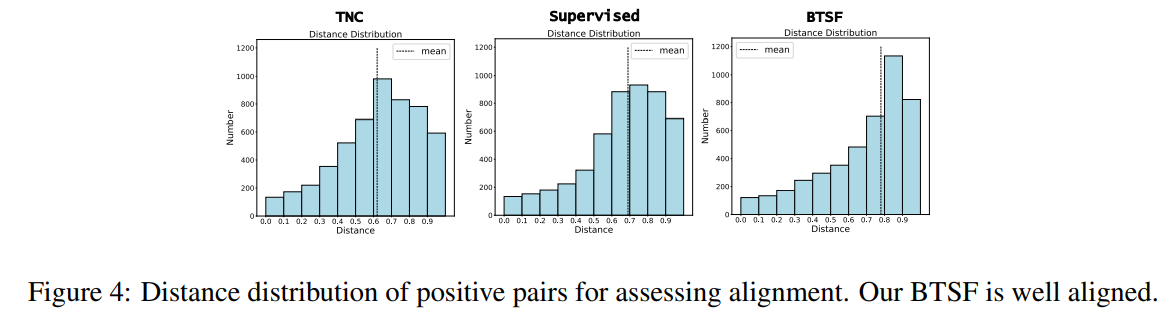 TNC
Distance Distribution
mean
1200
1000
800
600
400
200
0
Number
0.0 0.1 0.2 0.3 0.4 0.5 0.6 0.7 0.8 0.9
Distance
Supervised
Distance Distribution
mean
1200
1000
800
600
400
200
0
Number
0.0 0.1 0.2 0.3 0.4 0.5 0.6 0.7 0.8 0.9
Distance
BTSF
Distance Distribution
mean
1200
1000
800
600
400
200
0
Number
0.0 0.1 0.2 0.3 0.4 0.5 0.6 0.7 0.8 0.9
Distance
Figure 4: Distance distribution of positive pairs for assessing alignment. Our BTSF is well aligned.